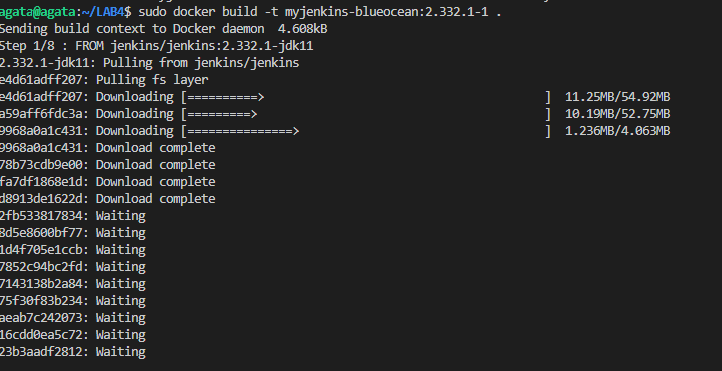 agata@agata:~/LAB4$ sudo docker build -t myjenkins-blueocean:2.332.1-1 .
Sending build context to Docker daemon  4.608kB
Step 1/8 : FROM jenkins/jenkins:2.332.1-jdk11
2.332.1-jdk11: Pulling from jenkins/jenkins
e4d61adff207: Pulling fs layer
e4d61adff207: Downloading [==========>                                        ]  11.25MB/54.92MB
a59aff6fdc3a: Downloading [=========>                                         ]  10.19MB/52.75MB
9968a0a1c431: Downloading [===============>                                   ]  1.236MB/4.063MB
9968a0a1c431: Download complete
78b73cdb9e00: Download complete
fa7df1868e1d: Download complete
d8913de1622d: Download complete
2fb533817834: Waiting
8d5e8600bf77: Waiting
1d4f705e1ccb: Waiting
7852c94bc2fd: Waiting
7143138b2a84: Waiting
75f30f83b234: Waiting
aeab7c242073: Waiting
16cdd0ea5c72: Waiting
23b3aadf2812: Waiting